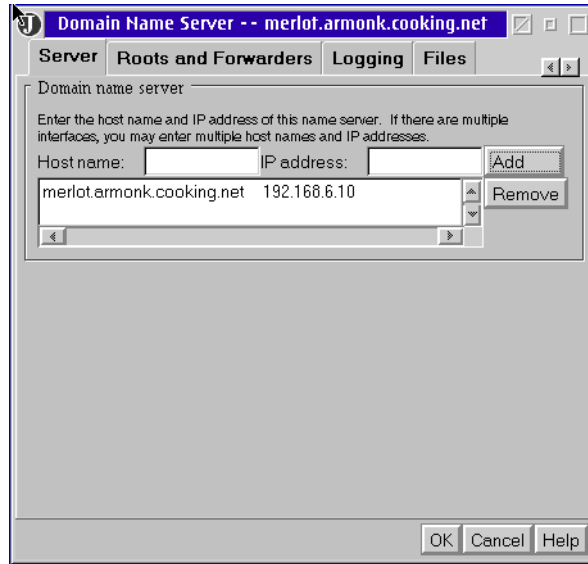 J Domain Name Server -- merlot.armonk.cooking.net
Server Roots and Forwarders Logging Files
Domain name server
Enter the host name and IP address of this name server. If there are multiple
interfaces, you may enter multiple host names and IP addresses.
Host name: IP address: Add
merlot.armonk.cooking.net 192.168.6.10 Remove
OK Cancel Help